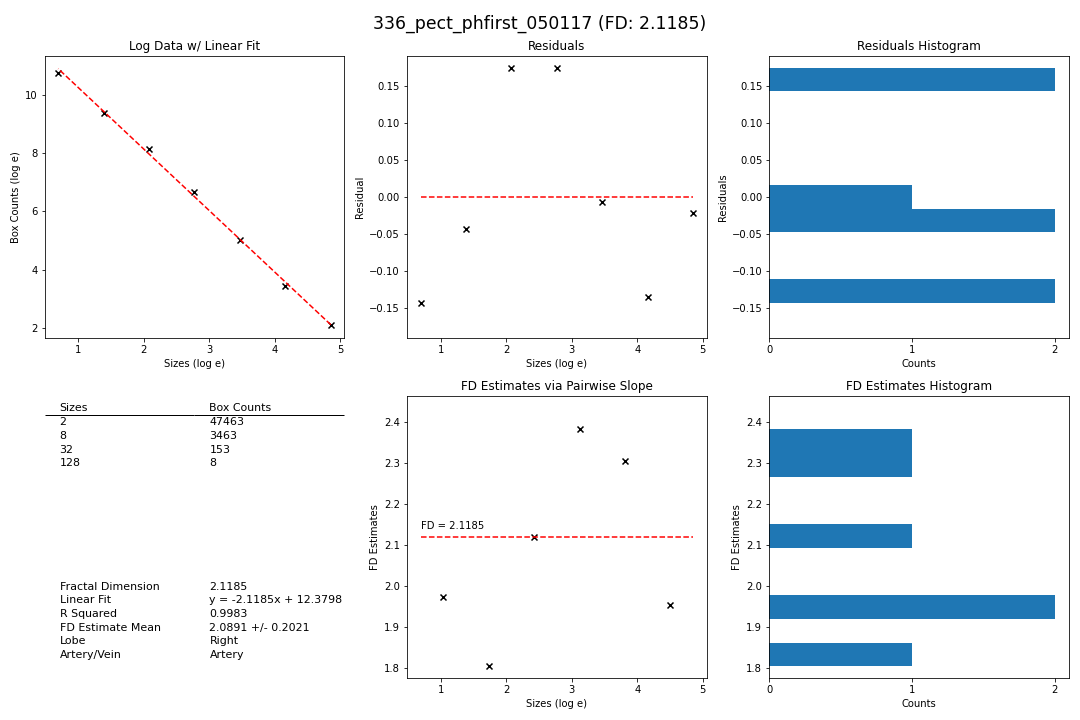 336_pect_phfirst_050117 (FD: 2.1185)
Log Data w/ Linear Fit
Box Counts (log e)
10
8
6
4
2
1 2 3 4 5
Sizes (log e)
Residuals
Residual
0.15
0.10
0.05
0.00
−0.05
−0.10
−0.15
1 2 3 4 5
Sizes (log e)
Residuals Histogram
Residuals
0.15
0.10
0.05
0.00
−0.05
−0.10
−0.15
0 1 2
Counts
Sizes Box Counts
2 47463
8 3463
32 153
128 8
Fractal Dimension 2.1185
Linear Fit y = -2.1185x + 12.3798
R Squared 0.9983
FD Estimate Mean 2.0891 +/- 0.2021
Lobe Right
Artery/Vein Artery
FD Estimates via Pairwise Slope
FD Estimates
2.4
2.3
2.2
2.1
2.0
1.9
1.8
FD = 2.1185
1 2 3 4 5
Sizes (log e)
FD Estimates Histogram
FD Estimates
2.4
2.3
2.2
2.1
2.0
1.9
1.8
0 1 2
Counts